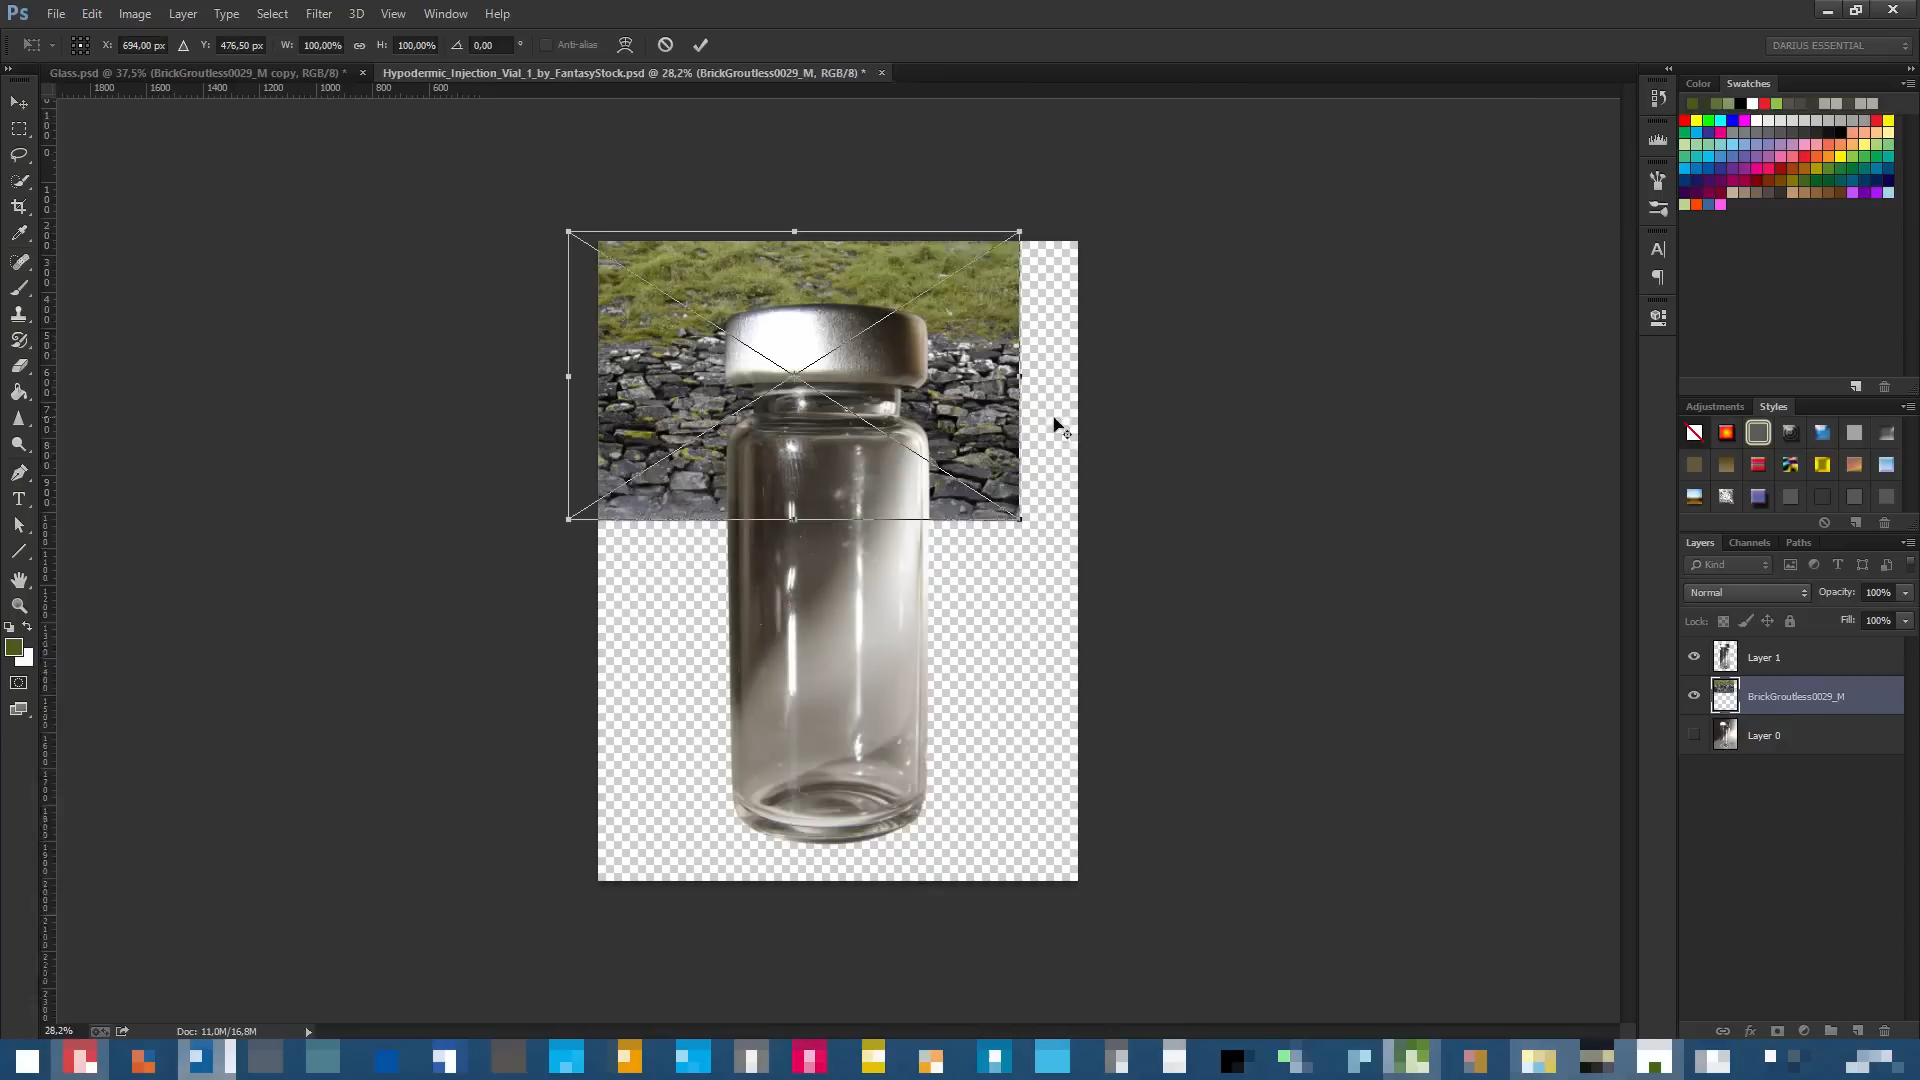 Ps File Edit Image Layer Type Select Filter 3D View Window Help
X: 694,00 px Y: 476,50 px W: 100,00% H: 100,00% 0,00 ° Anti-alias DARIUS ESSENTIAL
Glass.psd @ 37,5% (BrickGroutless0029_M copy, RGB/8) * × Hypodermic_Injection_Vial_1_by_FantasyStock.psd @ 28,2% (BrickGroutless0029_M, RGB/8) * ×
1800 1600 1400 1200 1000 800 600
Color Swatches
Adjustments Styles
Layers Channels Paths
Kind
Normal Opacity: 100%
Lock: Fill: 100%
Layer 1
BrickGroutless0029_M
Layer 0
28,2% Doc: 11,0M/16,8M